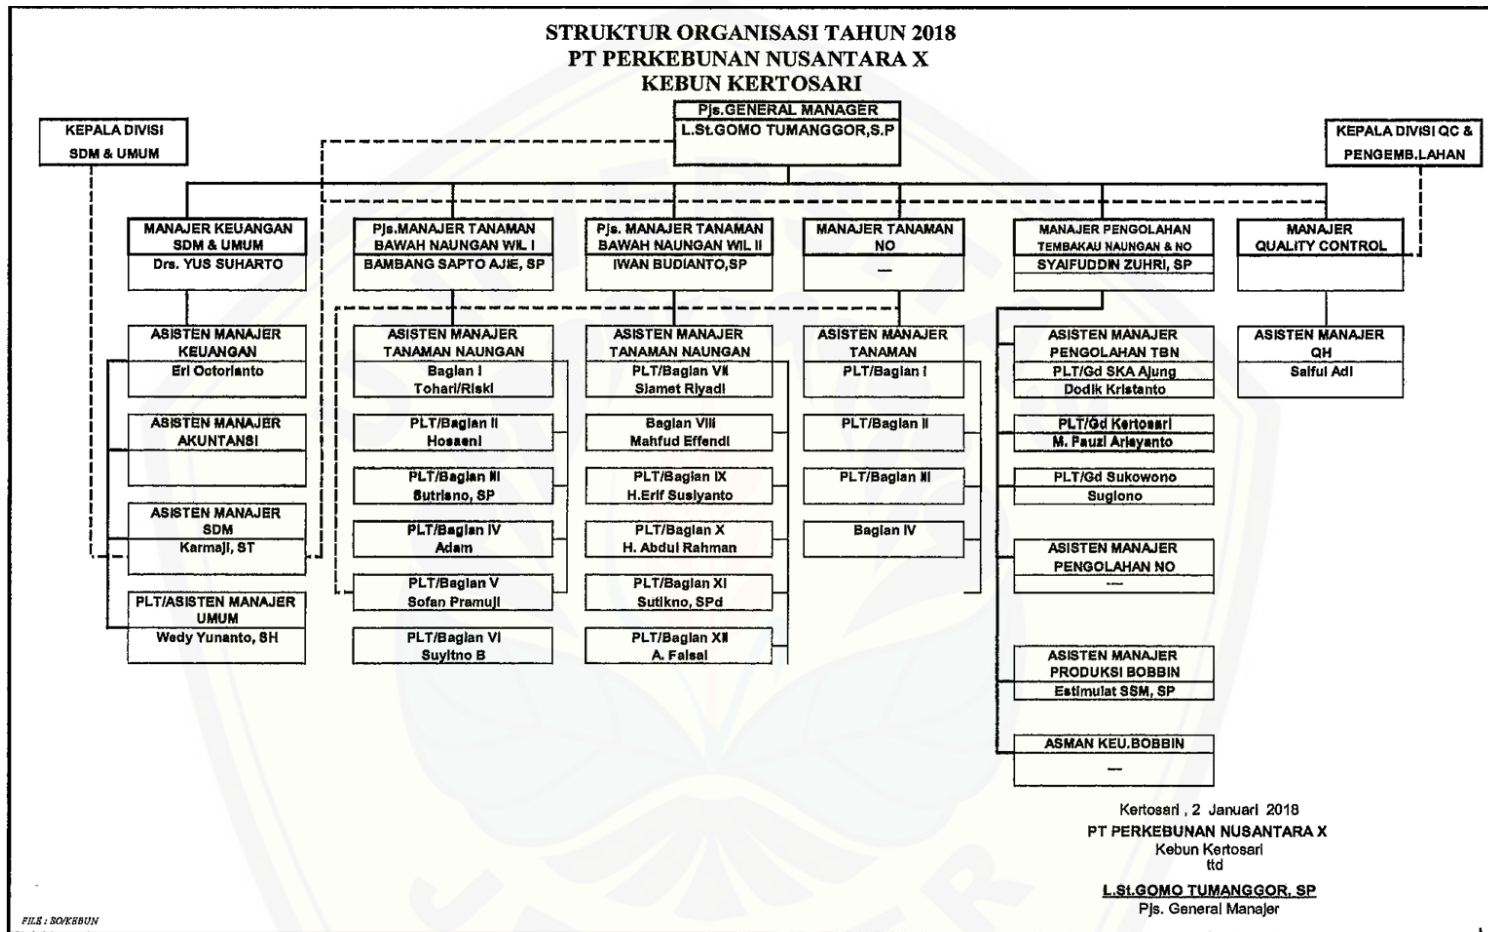 STRUKTUR ORGANISASI TAHUN 2018
PT PERKEBUNAN NUSANTARA X
KEBUN KERTOSARI
Pjs.GENERAL MANAGER
L.St.GOMO TUMANGGOR,S.P
KEPALA DIVISI
SDM & UMUM
KEPALA DIVISI QC &
PENGEMB.LAHAN
MANAJER KEUANGAN
SDM & UMUM
Drs. YUS SUHARTO
Pjs.MANAJER TANAMAN
BAWAH NAUNGAN WIL I
BAMBANG SAPTO AJIE, SP
Pjs. MANAJER TANAMAN
BAWAH NAUNGAN WIL II
IWAN BUDIANTO,SP
MANAJER TANAMAN
NO
—
MANAJER PENGOLAHAN
TEMBAKAU NAUNGAN & NO
SYAIFUDDIN ZUHRI, SP
MANAJER
QUALITY CONTROL
ASISTEN MANAJER
KEUANGAN
Eri Octorianto
ASISTEN MANAJER
AKUNTANSI
ASISTEN MANAJER
SDM
Karmaji, ST
PLT/ASISTEN MANAJER
UMUM
Wedy Yunanto, SH
ASISTEN MANAJER
TANAMAN NAUNGAN
Bagian I
Tohari/Riski
PLT/Bagian II
Hosaeni
PLT/Bagian III
Sutrisno, SP
PLT/Bagian IV
Adam
PLT/Bagian V
Sofan Pramuji
PLT/Bagian VI
Suyitno B
ASISTEN MANAJER
TANAMAN NAUNGAN
PLT/Bagian VII
Slamet Riyadi
Bagian VIII
Mahfud Effendi
PLT/Bagian IX
H.Erif Susiyanto
PLT/Bagian X
H. Abdul Rahman
PLT/Bagian XI
Sutikno, SPd
PLT/Bagian XII
A. Faisal
ASISTEN MANAJER
TANAMAN
PLT/Bagian I
PLT/Bagian II
PLT/Bagian III
Bagian IV
ASISTEN MANAJER
PENGOLAHAN TBN
PLT/Gd SKA Ajung
Dodik Kristanto
PLT/Gd Kertosari
M. Fauzi Arisyanto
PLT/Gd Sukowono
Sugiono
ASISTEN MANAJER
PENGOLAHAN NO
----
ASISTEN MANAJER
PRODUKSI BOBBIN
Estimulat SSM, SP
ASMAN KEU.BOBBIN
—
ASISTEN MANAJER
QH
Saiful Adi
Kertosari , 2 Januari 2018
PT PERKEBUNAN NUSANTARA X
Kebun Kertosari
ttd
L.St.GOMO TUMANGGOR, SP
Pjs. General Manajer
FILE : SO/KEBUN